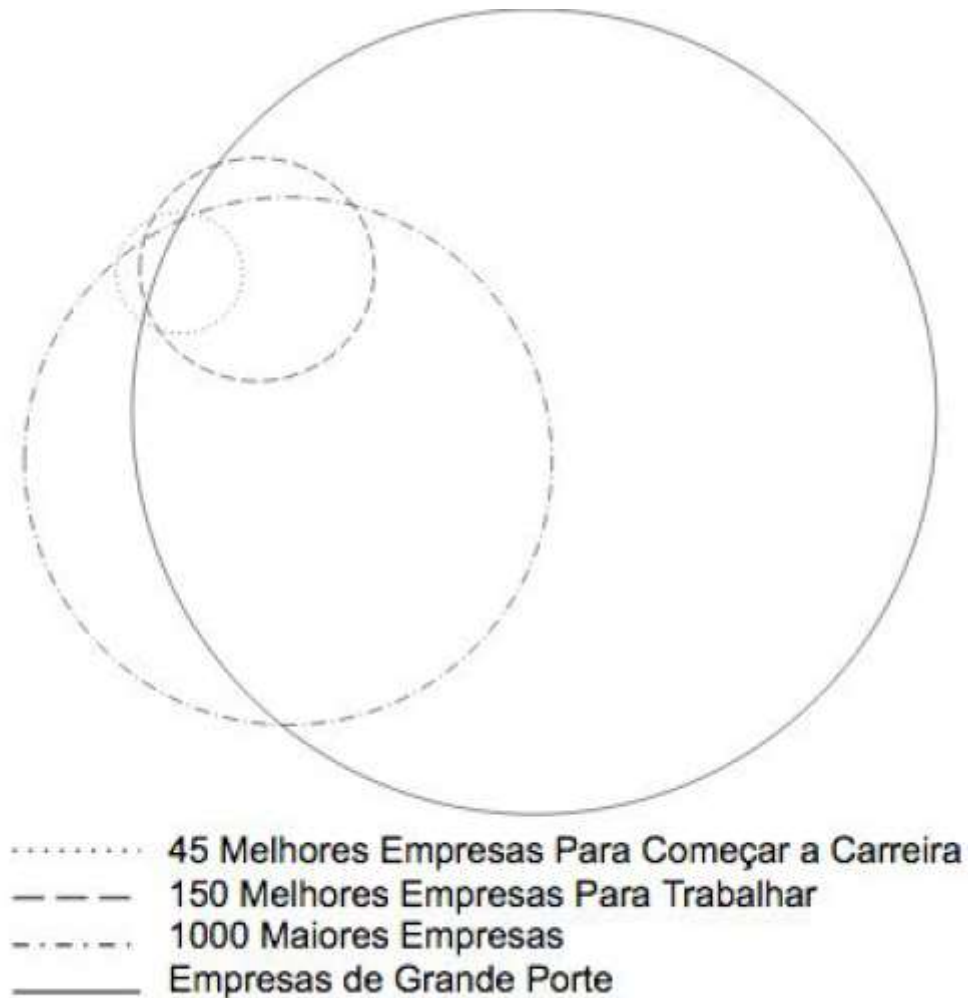 45 Melhores Empresas Para Começar a Carreira
150 Melhores Empresas Para Trabalhar
1000 Maiores Empresas
Empresas de Grande Porte